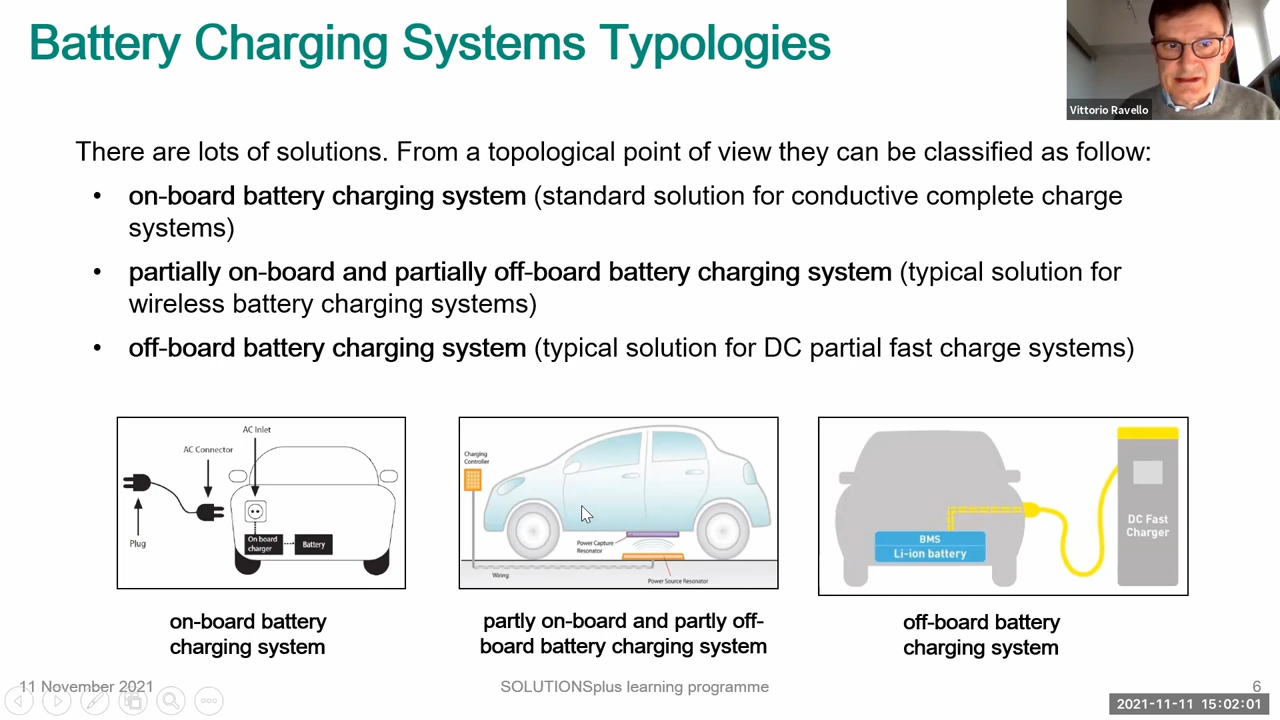 Battery Charging Systems Typologies
Vittorio Ravello
There are lots of solutions. From a topological point of view they can be classified as follow:
• on-board battery charging system (standard solution for conductive complete charge
systems)
• partially on-board and partially off-board battery charging system (typical solution for
wireless battery charging systems)
• off-board battery charging system (typical solution for DC partial fast charge systems)
AC Inlet
AC Connector
Plug
On board
charger
Battery
Charging
Controller
Power Capture
Resonator
Wiring
Power Source Resonator
BMS
Li-ion battery
DC Fast
Charger
on-board battery
charging system
partly on-board and partly off-
board battery charging system
off-board battery
charging system
11 November 2021
SOLUTIONSplus learning programme
6
2021-11-11 15:02:01